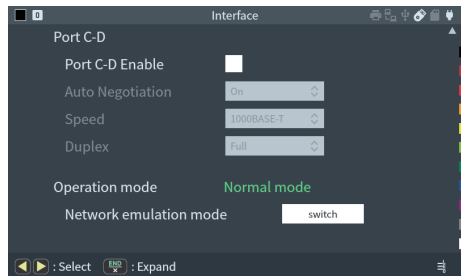 0 Interface
Port C-D
Port C-D Enable
Auto Negotiation On
Speed 1000BASE-T
Duplex Full
Operation mode Normal mode
Network emulation mode switch
: Select END × : Expand